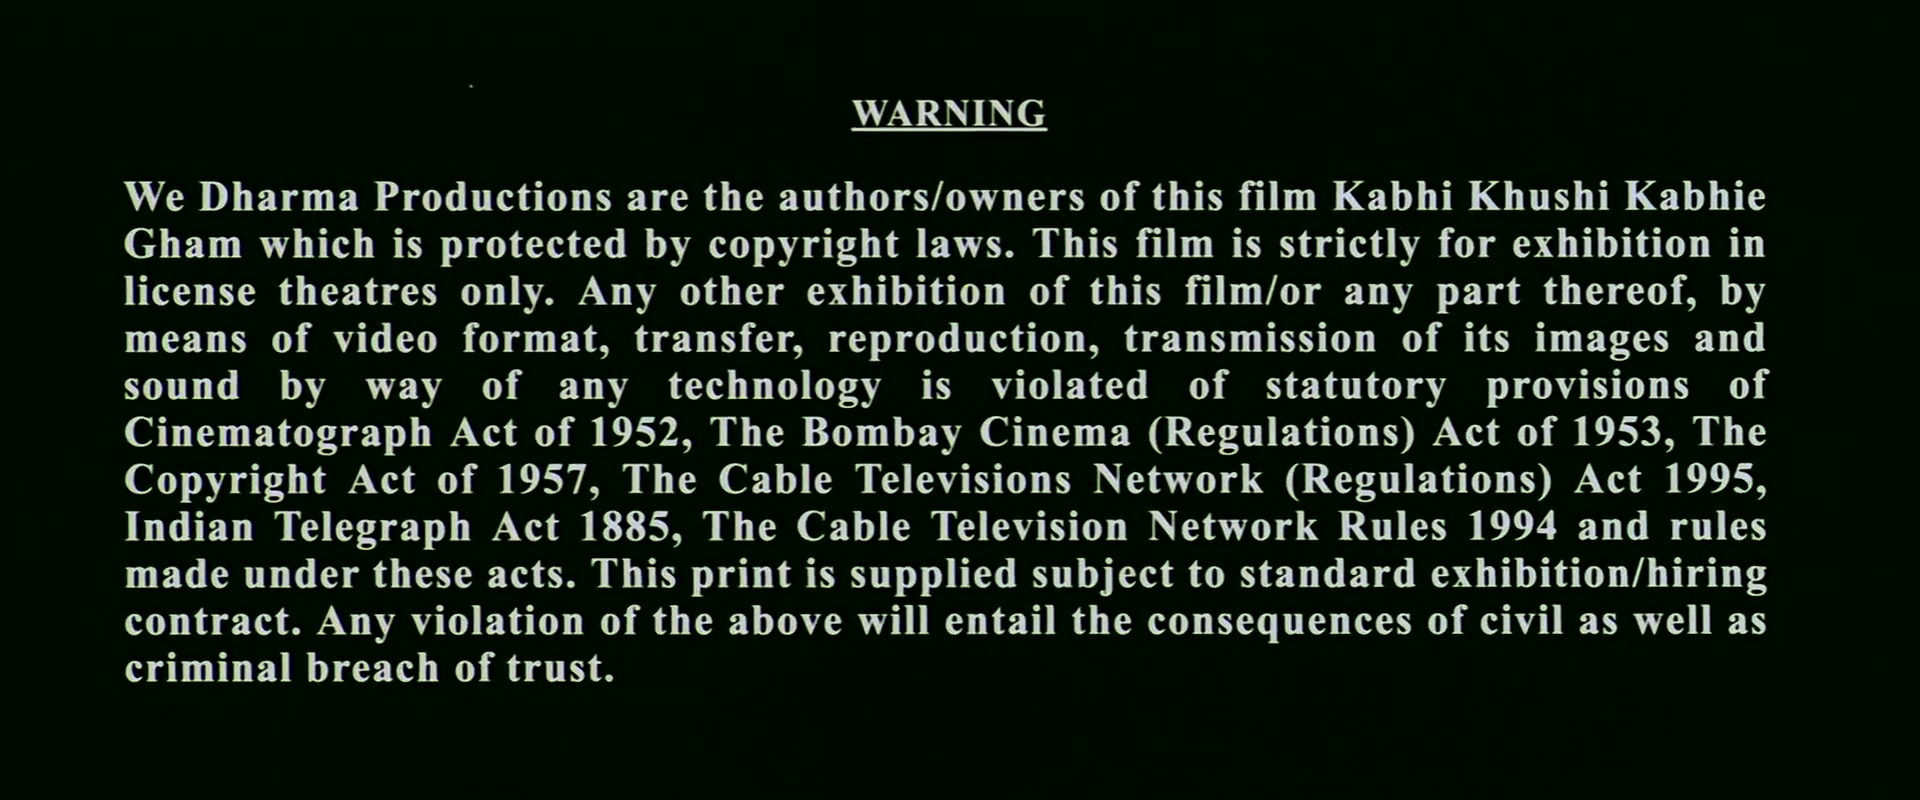 WARNING
We Dharma Productions are the authors/owners of this film Kabhi Khushi Kabhie
Gham which is protected by copyright laws. This film is strictly for exhibition in
license theatres only. Any other exhibition of this film/or any part thereof, by
means of video format, transfer, reproduction, transmission of its images and
sound by way of any technology is violated of statutory provisions of
Cinematograph Act of 1952, The Bombay Cinema (Regulations) Act of 1953, The
Copyright Act of 1957, The Cable Televisions Network (Regulations) Act 1995,
Indian Telegraph Act 1885, The Cable Television Network Rules 1994 and rules
made under these acts. This print is supplied subject to standard exhibition/hiring
contract. Any violation of the above will entail the consequences of civil as well as
criminal breach of trust.